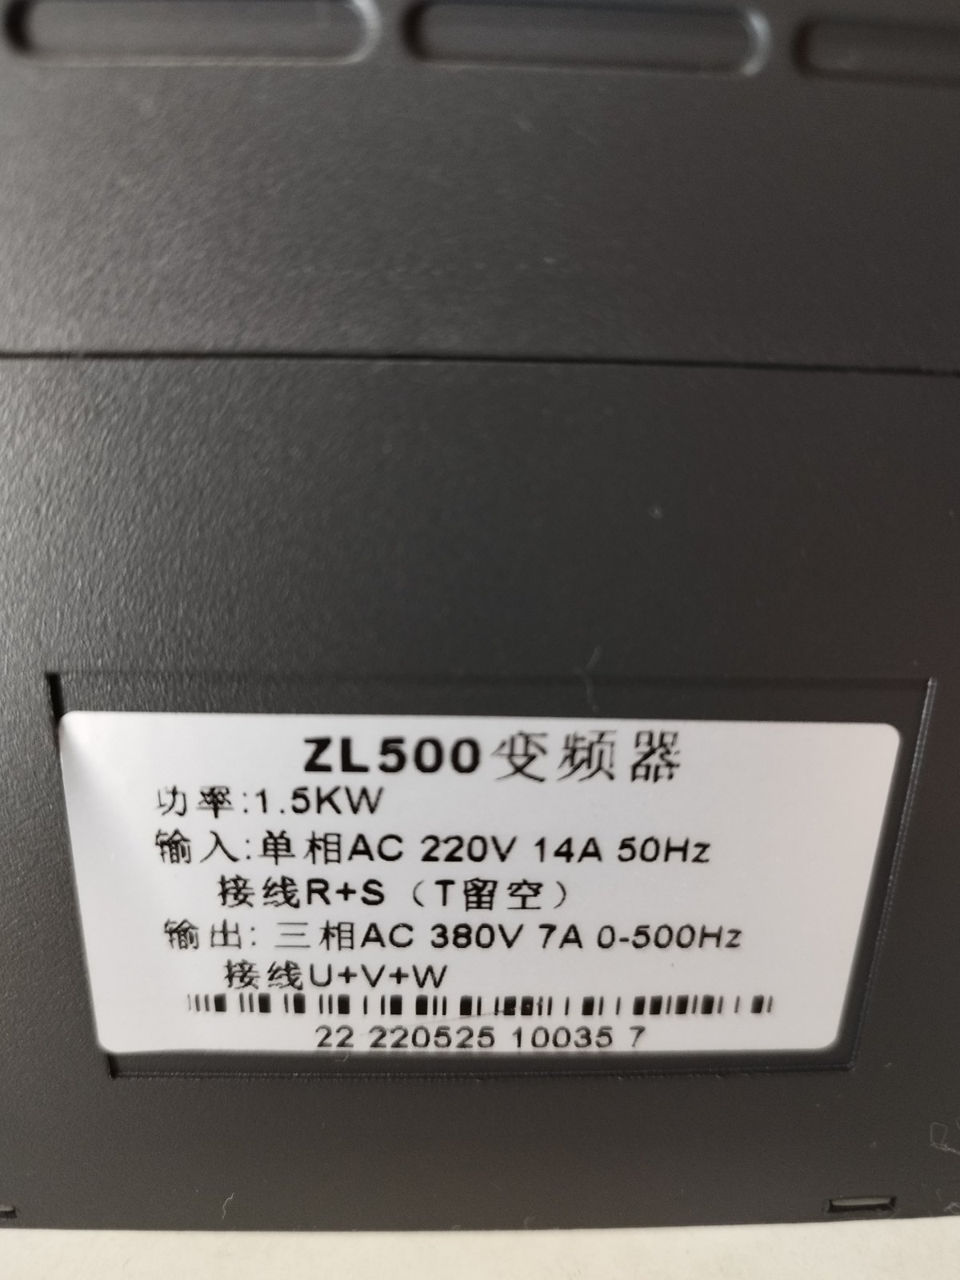 ZL500变频器
功率:1.5KW
输入:单相AC 220V 14A 50Hz
接线R+S（T留空）
输出: 三相AC 380V 7A 0-500Hz
接线U+V+W
22 220525 10035 7